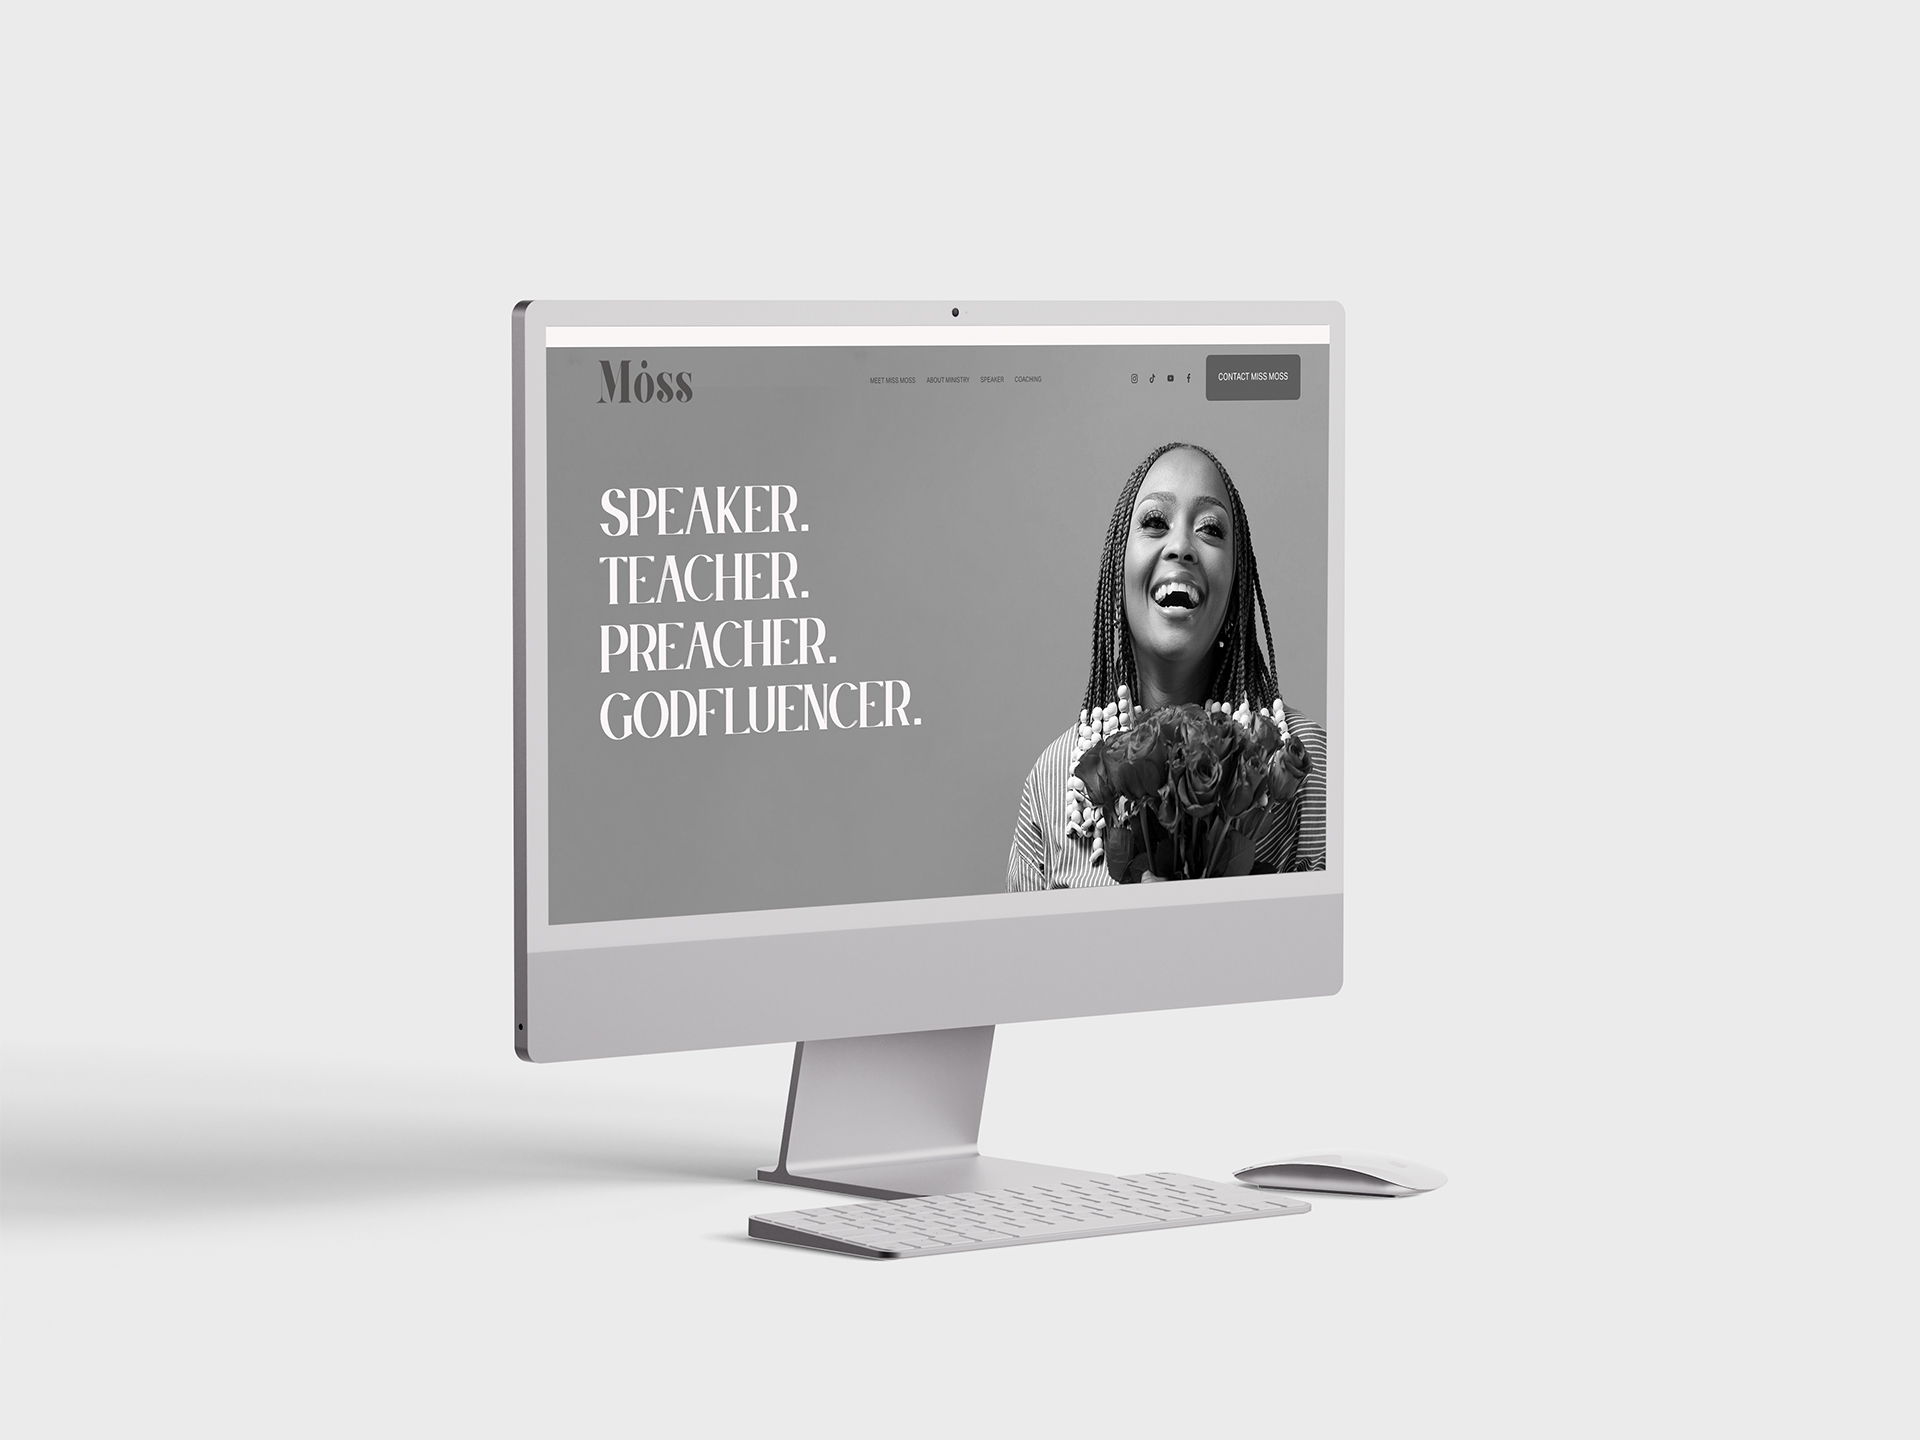 Moss
MEET MISS MOSS ABOUT MINISTRY SPEAKER COACHING
CONTACT MISS MOSS
SPEAKER.
TEACHER.
PREACHER.
GODFLUENCER.